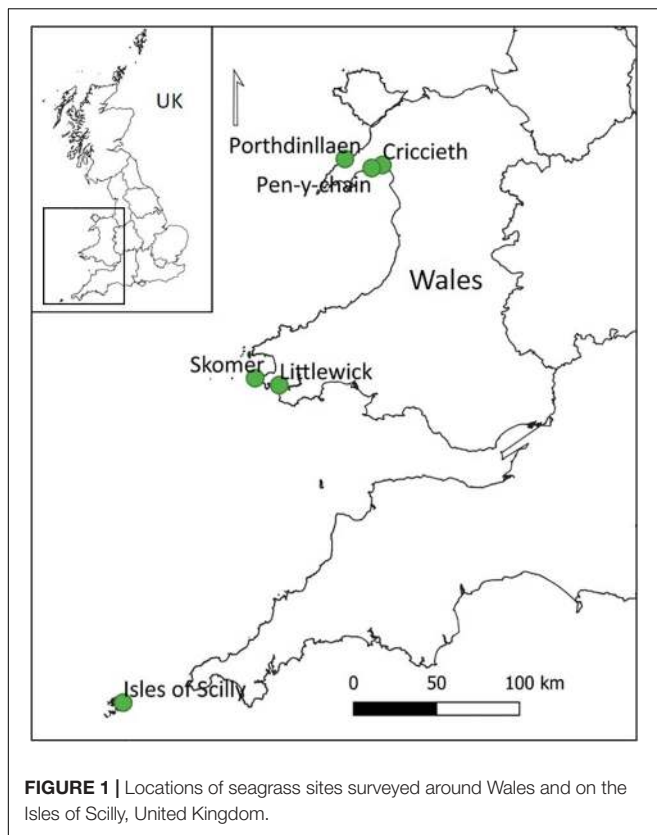 UK
Porthdinllaen
Criccieth
Pen-y-chain
Wales
Skomer
Littlewick
Isles of Scilly
0 50 100 km
FIGURE 1 | Locations of seagrass sites surveyed around Wales and on the
Isles of Scilly, United Kingdom.